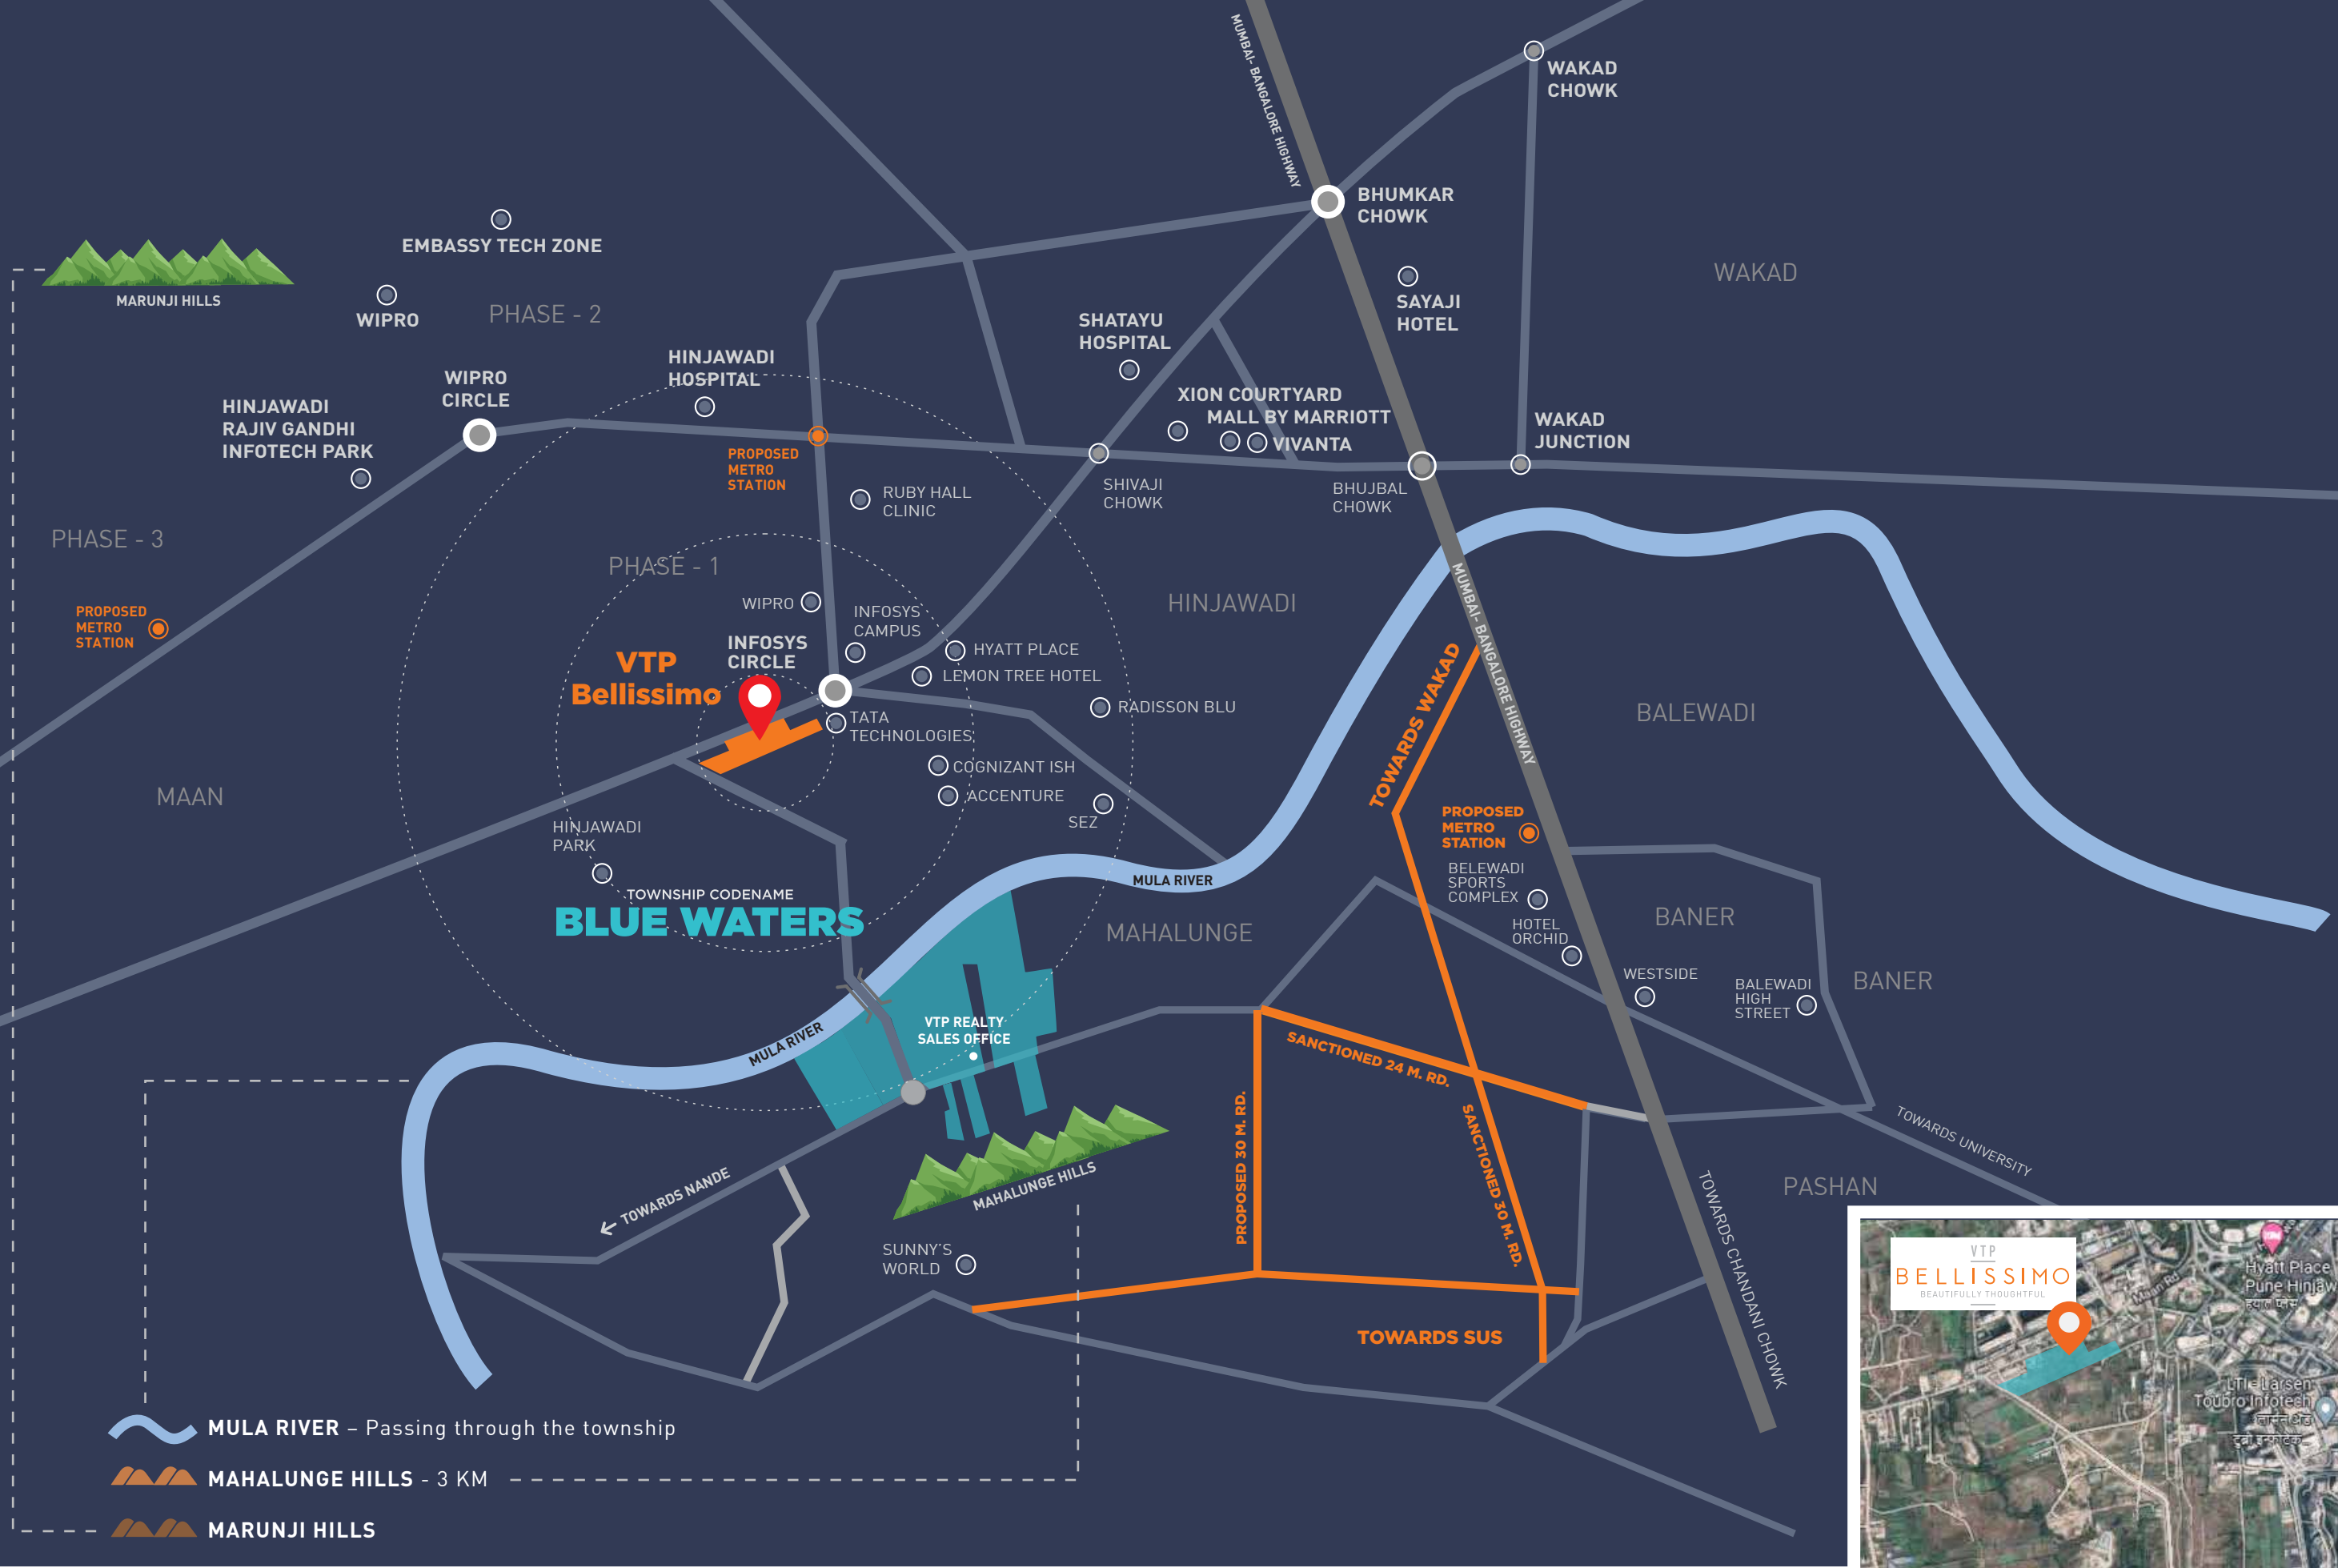 MUMBAI- BANGALORE HIGHWAY
WAKAD
CHOWK
BHUMKAR
CHOWK
EMBASSY TECH ZONE
MARUNJI HILLS
WIPRO
PHASE - 2
SAYAJI
HOTEL
WAKAD
SHATAYU
HOSPITAL
HINJAWADI
HOSPITAL
WIPRO
CIRCLE
HINJAWADI
RAJIV GANDHI
INFOTECH PARK
XION COURTYARD
MALL BY MARRIOTT
VIVANTA
WAKAD
JUNCTION
PROPOSED
METRO
STATION
RUBY HALL
CLINIC
SHIVAJI
CHOWK
BHUJBAL
CHOWK
PHASE - 3
PHASE - 1
PROPOSED
METRO
STATION
WIPRO
INFOSYS
CAMPUS
HINJAWADI
MUMBAI- BANGALORE HIGHWAY
VTP
Bellissimo
INFOSYS
CIRCLE
HYATT PLACE
LEMON TREE HOTEL
RADISSON BLU
TATA
TECHNOLOGIES
TOWARDS WAKAD
BALEWADI
COGNIZANT ISH
ACCENTURE
SEZ
MAAN
PROPOSED
METRO
STATION
HINJAWADI
PARK
TOWNSHIP CODENAME
BLUE WATERS
MULA RIVER
MAHALUNGE
BELEWADI
SPORTS
COMPLEX
HOTEL
ORCHID
BANER
WESTSIDE
BALEWADI
HIGH
STREET
BANER
MULA RIVER
VTP REALTY
SALES OFFICE
SANCTIONED 24 M. RD.
PROPOSED 30 M. RD.
SANCTIONED 30 M. RD.
TOWARDS UNIVERSITY
PASHAN
TOWARDS CHANDANI CHOWK
MAHALUNGE HILLS
TOWARDS NANDE
SUNNY'S
WORLD
TOWARDS SUS
MULA RIVER – Passing through the township
MAHALUNGE HILLS - 3 KM
MARUNJI HILLS
VTP
BELLISSIMO
BEAUTIFULLY THOUGHTFUL
Maan Rd
Hyatt Place
Pune Hinjaw
LTI - Larsen
Toubro Infotech